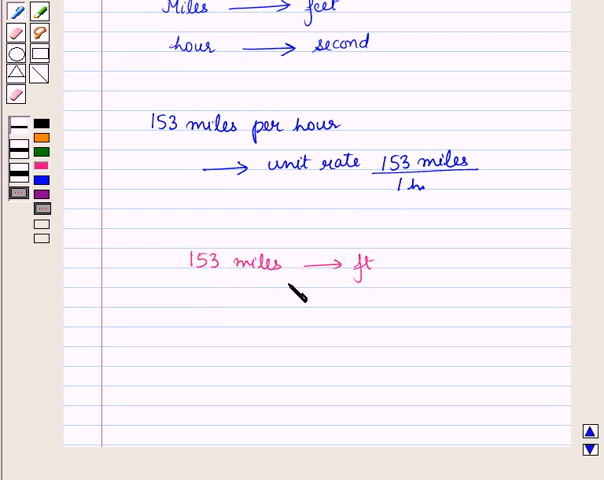 Miles → feet
hour → second
153 miles per hour
→ unit rate 153 miles / 1 hr
153 miles → ft